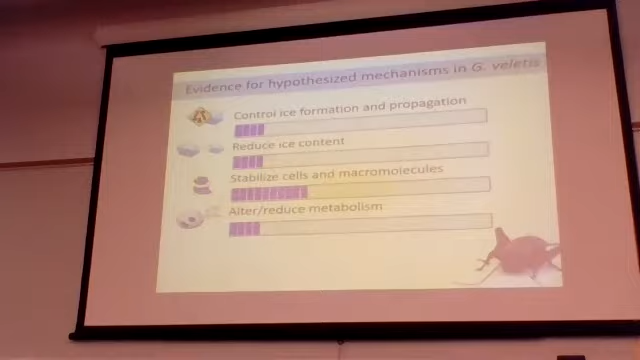 Evidence for hypothesized mechanisms in G. veletis
Control ice formation and propagation
Reduce ice content
Stabilize cells and macromolecules
Alter/reduce metabolism